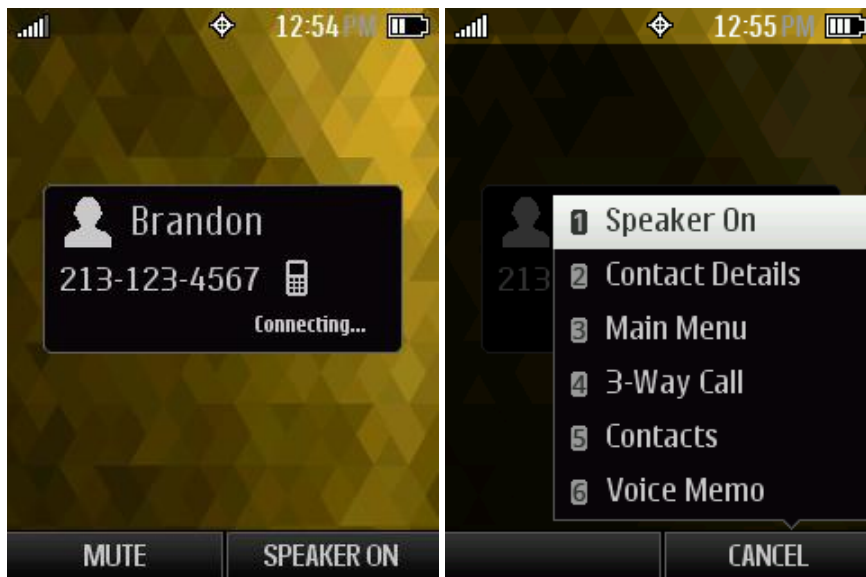 12:54 PM
Brandon
213-123-4567
Connecting...
MUTE SPEAKER ON
12:55 PM
213
1 Speaker On
2 Contact Details
3 Main Menu
4 3-Way Call
5 Contacts
6 Voice Memo
CANCEL